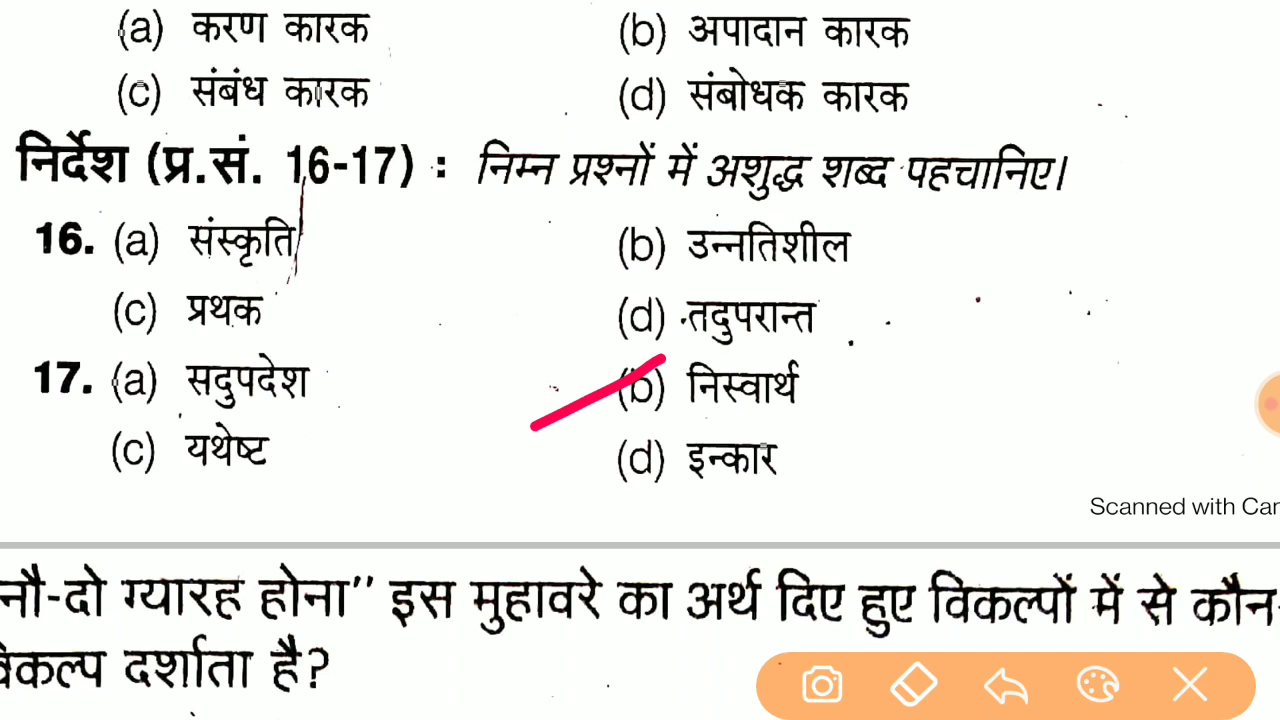 (a) करण कारक (b) अपादान कारक
(c) संबंध कारक (d) संबोधक कारक
निर्देश (प्र.सं. 16-17) : निम्न प्रश्नों में अशुद्ध शब्द पहचानिए।
16. (a) संस्कृति (b) उन्नतिशील
(c) प्रथक (d) तदुपरान्त
17. (a) सदुपदेश (b) निस्वार्थ
(c) यथेष्ट (d) इन्कार
Scanned with Car
नौ-दो ग्यारह होना" इस मुहावरे का अर्थ दिए हुए विकल्पों में से कौन-
विकल्प दर्शाता है?